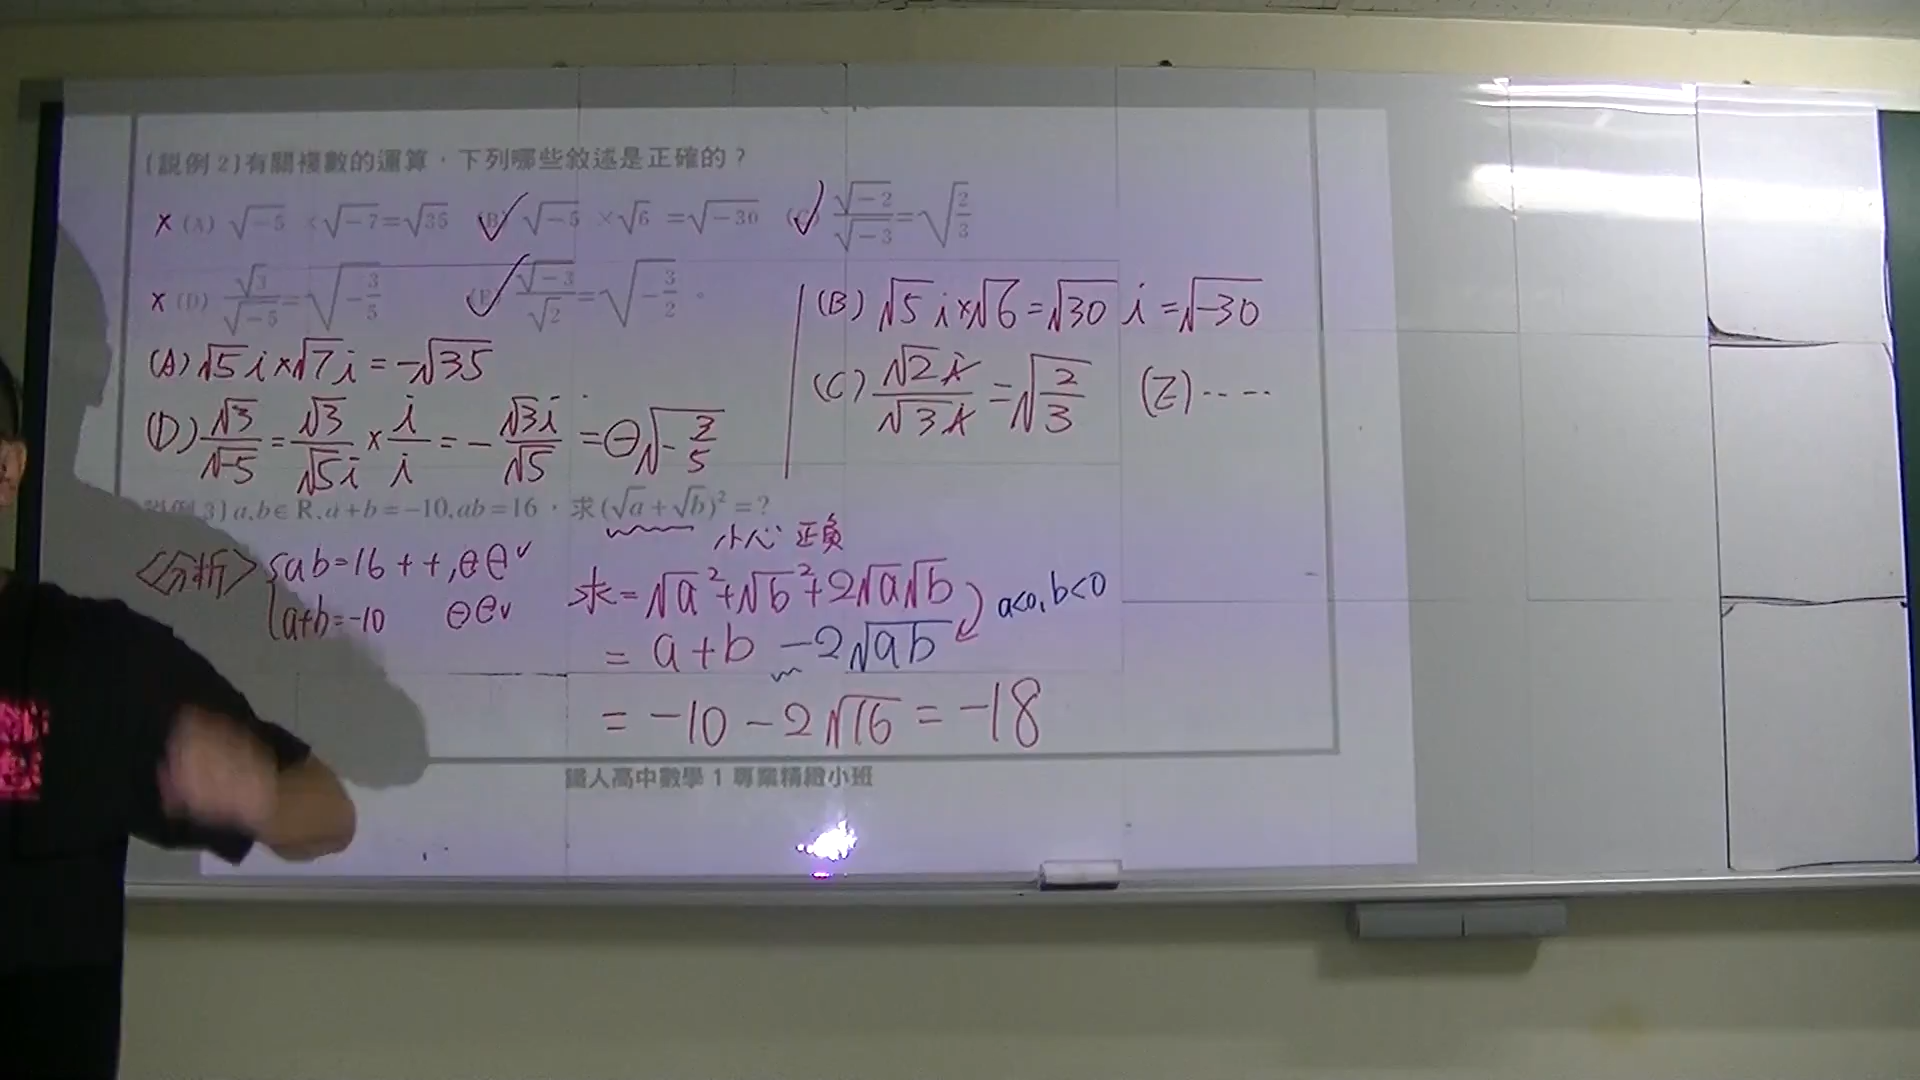 [說例2]有關複數的運算，下列哪些敘述是正確的？
×(A) √-5 × √-7 = √35 ✓(B) √-5 × √6 = √-30 ✓(C) √-2/√-3 = √(2/3)
×(D) √3/√-5 = √(-3/5) ✓(E) √-3/√2 = √(-3/2)。
(A) √5 i × √7 i = -√35
(D) √3/√-5 = √3/(√5 i) × i/i = - √3 i/√5 = ⊖√(-3/5)
(B) √5 i × √6 = √30 i = √-30
(C) √2 i/√3 i = √(2/3) (E)……
3] a,b∈R, a+b=-10, ab=16，求(√a+√b)²=？
小心 正負
<分析> { ab=16 ++, ⊖⊖ ✓
a+b=-10 ⊖⊖ ✓
求=√a²+√b²+2√a√b a<0, b<0
= a+b -2√ab
= -10-2√16 = -18
鐵人高中數學1 專業精緻小班